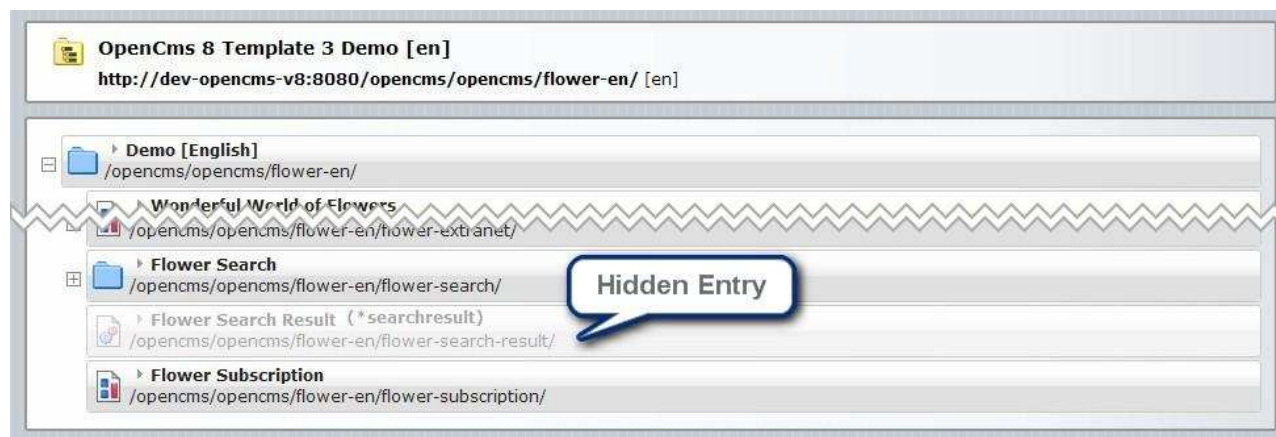 OpenCms 8 Template 3 Demo [en]
http://dev-opencms-v8:8080/opencms/opencms/flower-en/ [en]
Demo [English]
/opencms/opencms/flower-en/
Wonderful World of Flowers
/opencms/opencms/flower-en/flower-extranet/
Flower Search
/opencms/opencms/flower-en/flower-search/
Hidden Entry
Flower Search Result (*searchresult)
/opencms/opencms/flower-en/flower-search-result/
Flower Subscription
/opencms/opencms/flower-en/flower-subscription/